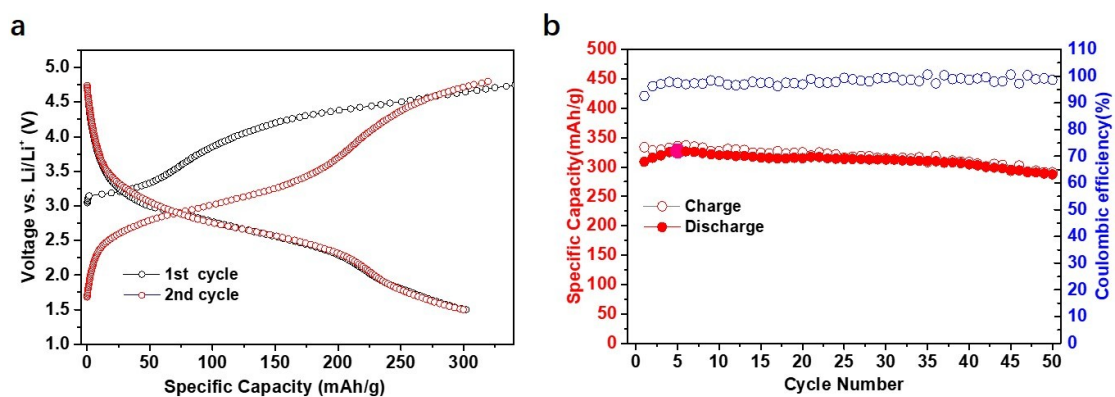 a
5.0
4.5
4.0
3.5
3.0
2.5
2.0
1.5
1.0
Voltage vs. Li/Li⁺ (V)
1st cycle
2nd cycle
0 50 100 150 200 250 300
Specific Capacity (mAh/g)
b
500
450
400
350
300
250
200
150
100
50
0
Specific Capacity(mAh/g)
Charge
Discharge
110
100
90
80
70
60
50
40
30
20
10
0
Coulombic efficiency(%)
0 5 10 15 20 25 30 35 40 45 50
Cycle Number